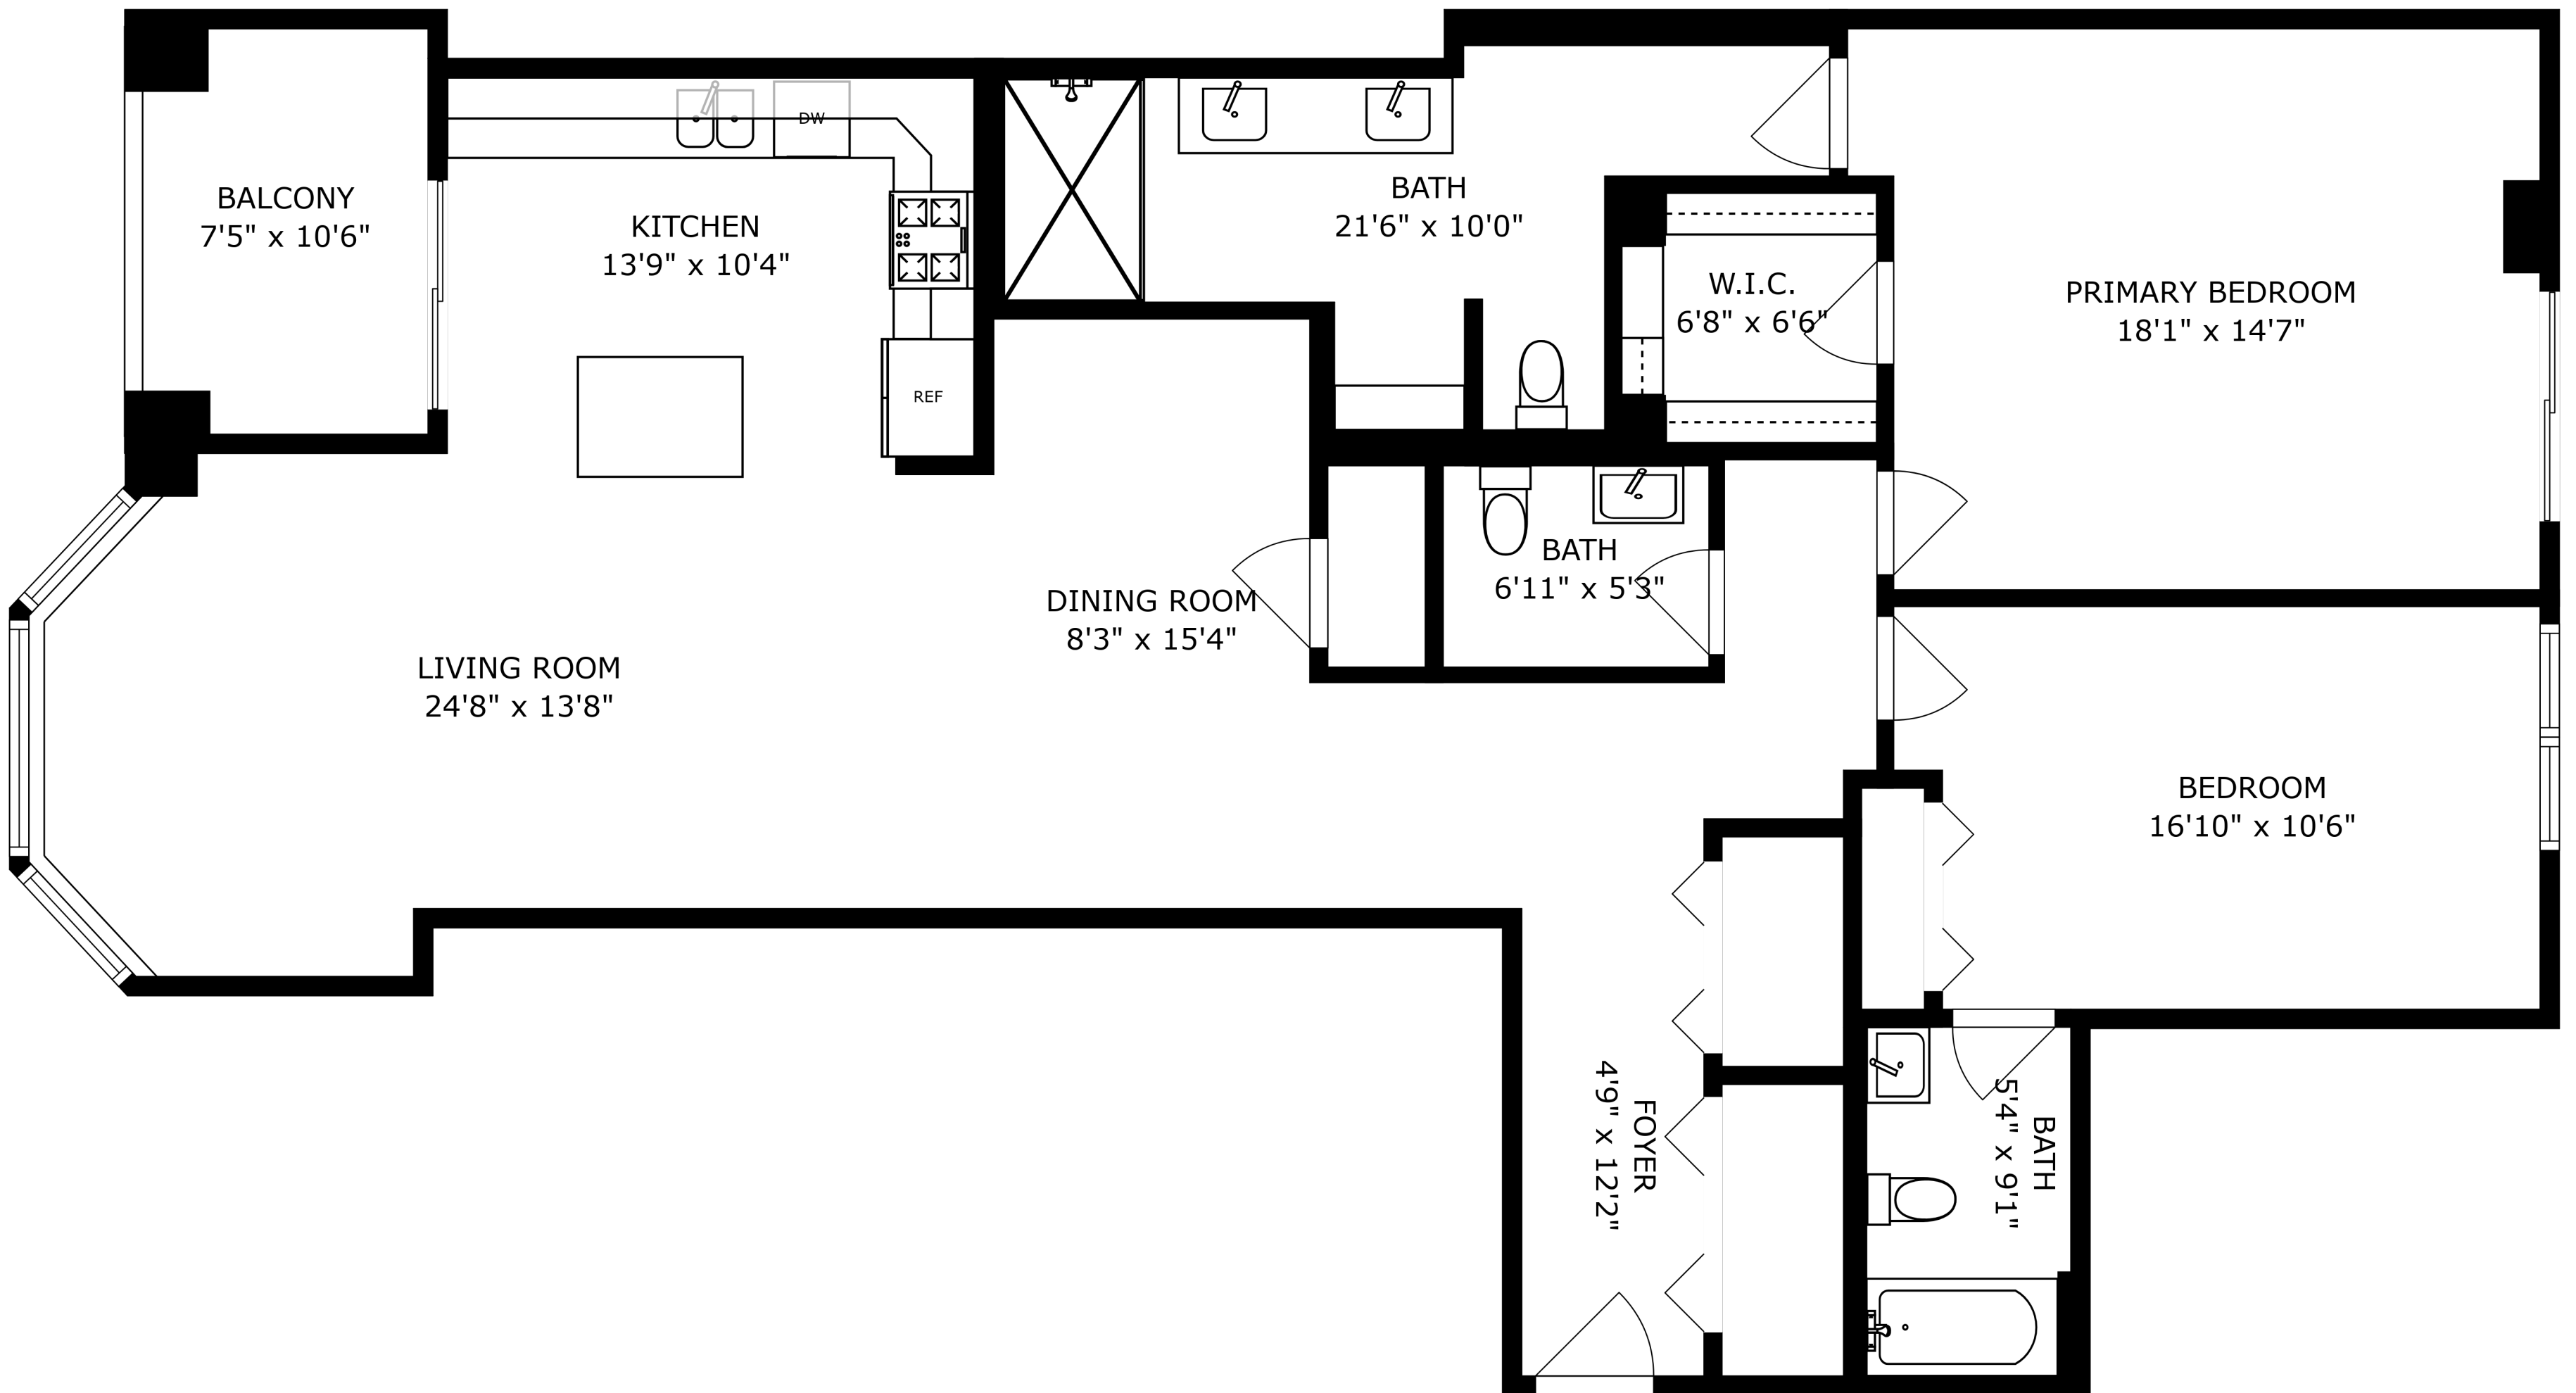 BALCONY
7'5" x 10'6"
KITCHEN
13'9" x 10'4"
DW
REF
BATH
21'6" x 10'0"
W.I.C.
6'8" x 6'6"
PRIMARY BEDROOM
18'1" x 14'7"
BATH
6'11" x 5'3"
DINING ROOM
8'3" x 15'4"
LIVING ROOM
24'8" x 13'8"
BEDROOM
16'10" x 10'6"
FOYER
4'9" x 12'2"
BATH
5'4" x 9'1"